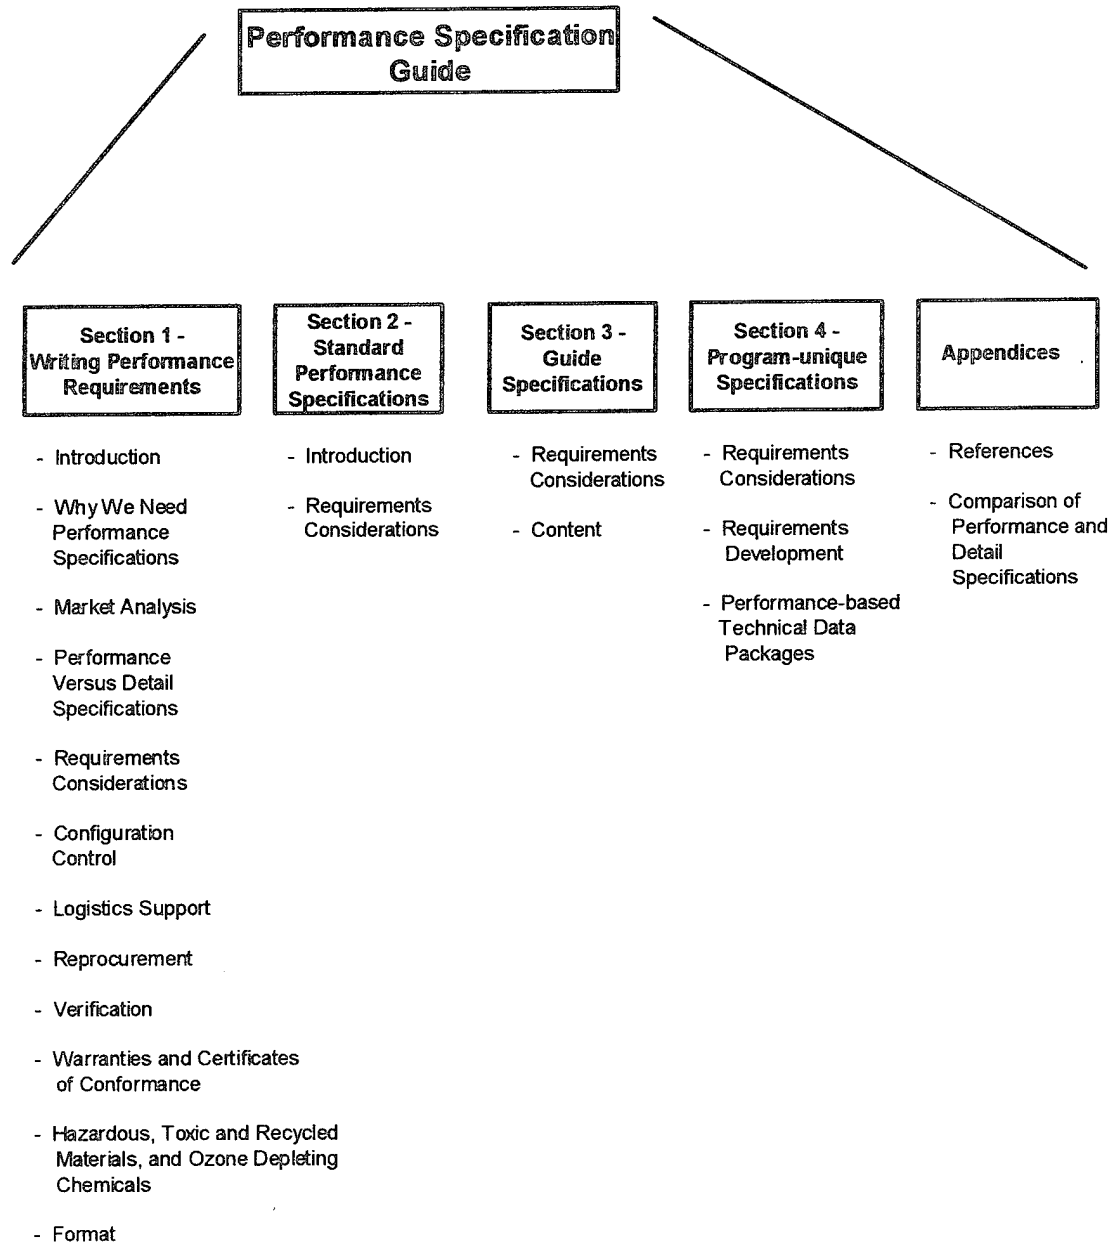 Performance Specification
Guide
Section 1 -
Writing Performance
Requirements
- Introduction
- Why We Need
Performance
Specifications
- Market Analysis
- Performance
Versus Detail
Specifications
- Requirements
Considerations
- Configuration
Control
- Logistics Support
- Reprocurement
- Verification
- Warranties and Certificates
of Conformance
- Hazardous, Toxic and Recycled
Materials, and Ozone Depleting
Chemicals
- Format
Section 2 -
Standard
Performance
Specifications
- Introduction
- Requirements
Considerations
Section 3 -
Guide
Specifications
- Requirements
Considerations
- Content
Section 4 -
Program-unique
Specifications
- Requirements
Considerations
- Requirements
Development
- Performance-based
Technical Data
Packages
Appendices
- References
- Comparison of
Performance and
Detail
Specifications